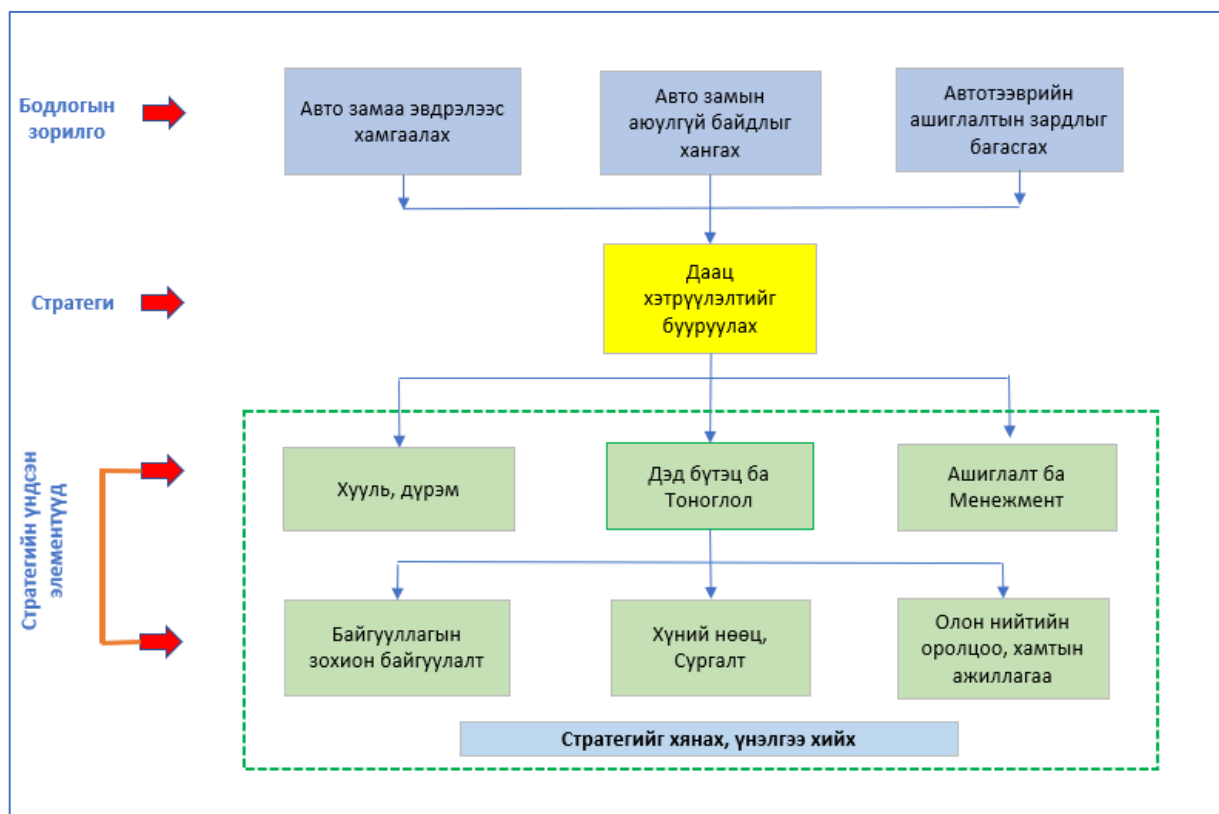 Бодлогын
зорилго
Авто замаа эвдрэлээс
хамгаалах
Авто замын
аюулгүй байдлыг
хангах
Автотээврийн
ашиглалтын зардлыг
багасгах
Стратеги
Даац
хэтрүүлэлтийг
бууруулах
Стратегийн үндсэн
элементүүд
Хууль, дүрэм
Дэд бүтэц ба
Тоноглол
Ашиглалт ба
Менежмент
Байгууллагын
зохион байгуулалт
Хүний нөөц,
Сургалт
Олон нийтийн
оролцоо, хамтын
ажиллагаа
Стратегийг хянах, үнэлгээ хийх